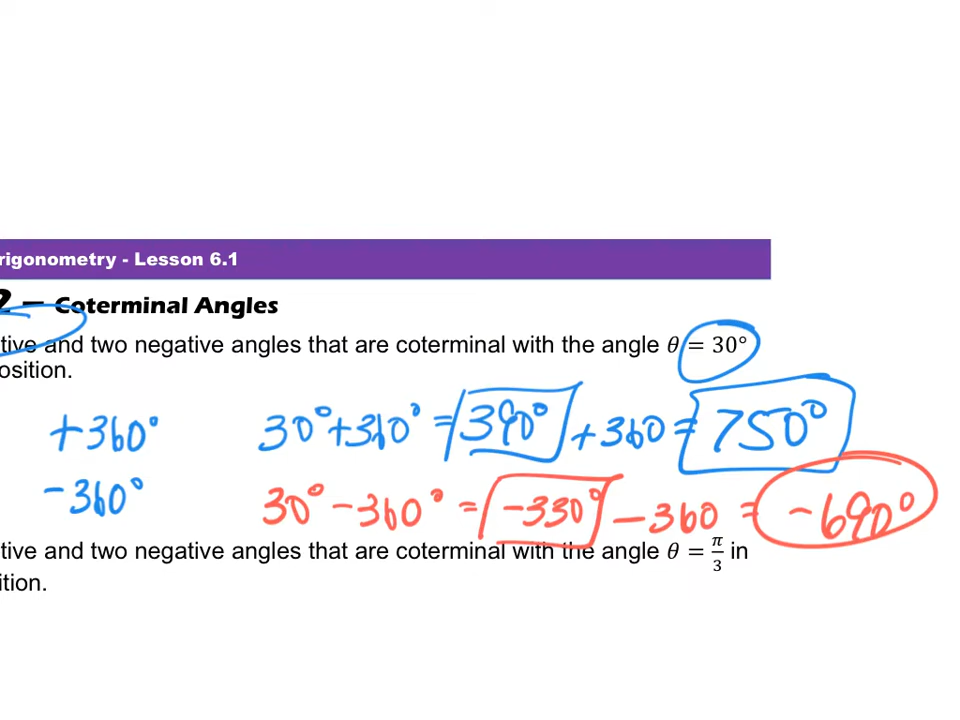 rigonometry - Lesson 6.1
2 – Coterminal Angles
tive and two negative angles that are coterminal with the angle θ = 30°
osition.
+360° 30°+360° = 390° +360 = 750°
-360° 30° -360° = -330° -360 = -690°
tive and two negative angles that are coterminal with the angle θ = π/3 in
ition.